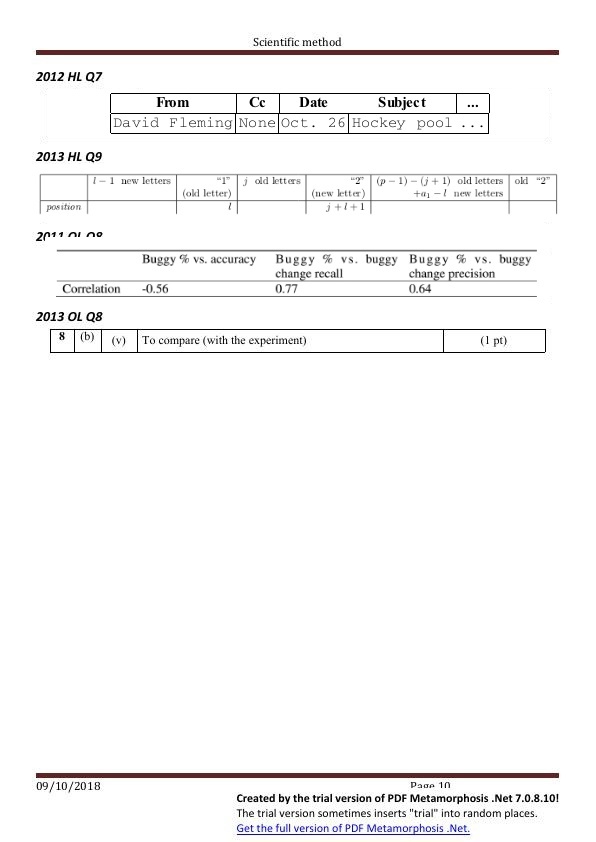 Scientific method
2012 HL Q7
From Cc Date Subject ...
David Fleming None Oct. 26 Hockey pool ...
2013 HL Q9
l − 1 new letters "1" j old letters "2" (p − 1) − (j + 1) old letters old "2"
(old letter) (new letter) +a₁ − l new letters
position l j + l + 1
2011 OL Q8
Buggy % vs. accuracy Buggy % vs. buggy Buggy % vs. buggy
change recall change precision
Correlation -0.56 0.77 0.64
2013 OL Q8
8 (b) (v) To compare (with the experiment) (1 pt)
09/10/2018 Page 10
Created by the trial version of PDF Metamorphosis .Net 7.0.8.10!
The trial version sometimes inserts "trial" into random places.
Get the full version of PDF Metamorphosis .Net.